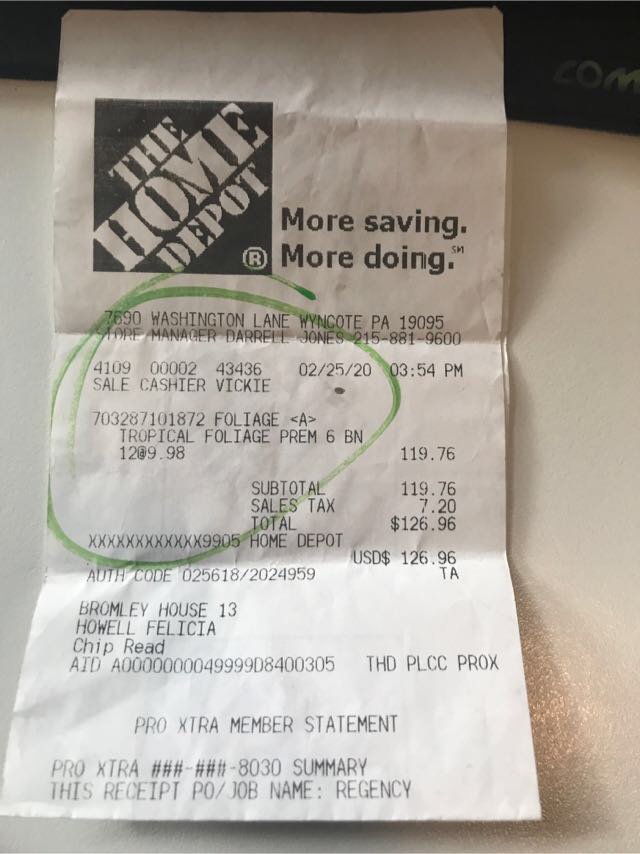 COM
THE
HOME
DEPOT
®
More saving.
More doing.℠
7690 WASHINGTON LANE WYNCOTE PA 19095
STORE MANAGER DARRELL JONES 215-881-9600
4109 00002 43436 02/25/20 03:54 PM
SALE CASHIER VICKIE
703287101872 FOLIAGE <A>
TROPICAL FOLIAGE PREM 6 BN
12@9.98 119.76
SUBTOTAL 119.76
SALES TAX 7.20
TOTAL $126.96
XXXXXXXXXXXX9905 HOME DEPOT
USD$ 126.96
AUTH CODE 025618/2024959 TA
BROMLEY HOUSE 13
HOWELL FELICIA
Chip Read
AID A0000000049999D8400305 THD PLCC PROX
PRO XTRA MEMBER STATEMENT
PRO XTRA ###-###-8030 SUMMARY
THIS RECEIPT PO/JOB NAME: REGENCY